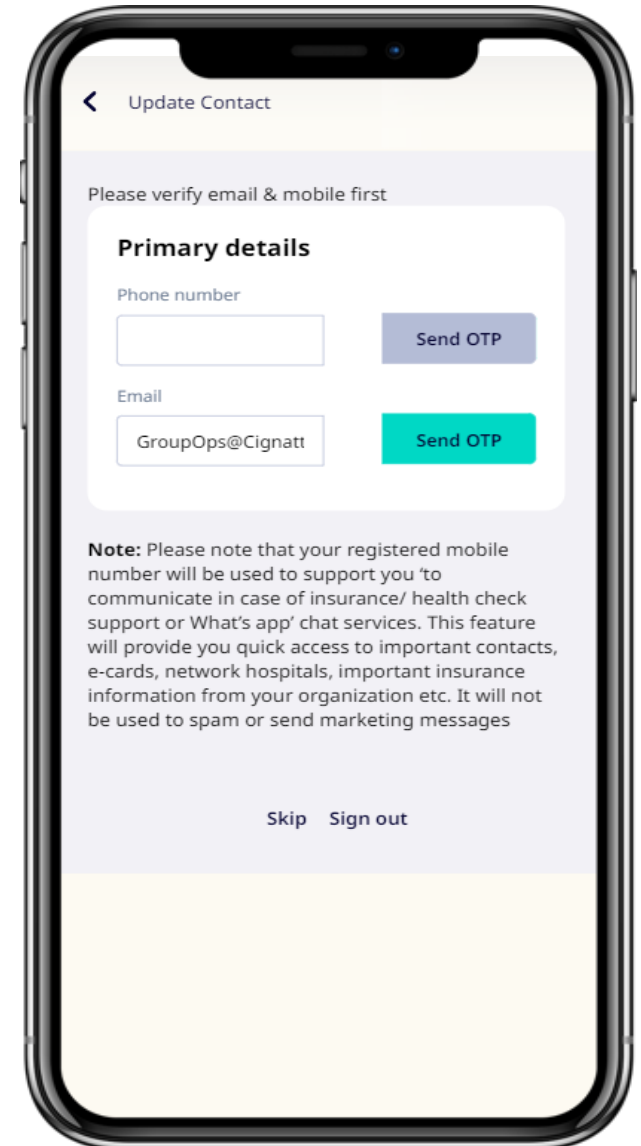 Update Contact
Please verify email & mobile first
Primary details
Phone number
Send OTP
Email
GroupOps@Cignatt
Send OTP
Note: Please note that your registered mobile
number will be used to support you ‘to
communicate in case of insurance/ health check
support or What’s app’ chat services. This feature
will provide you quick access to important contacts,
e-cards, network hospitals, important insurance
information from your organization etc. It will not
be used to spam or send marketing messages
Skip Sign out